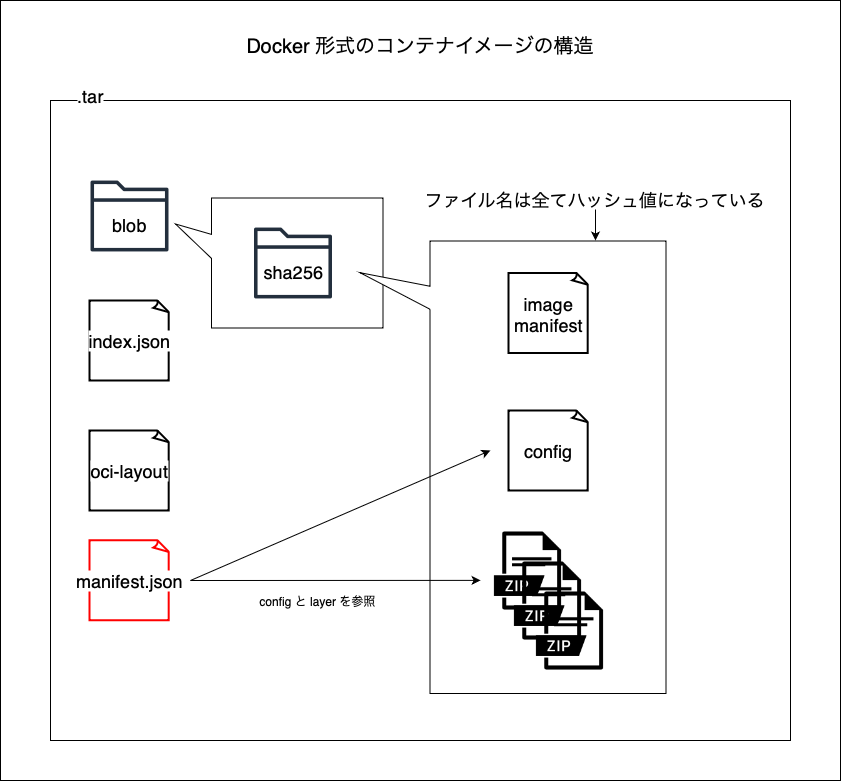 Docker 形式のコンテナイメージの構造
.tar
blob
sha256
ファイル名は全てハッシュ値になっている
image
manifest
index.json
config
oci-layout
manifest.json
config と layer を参照
ZIP
ZIP
ZIP